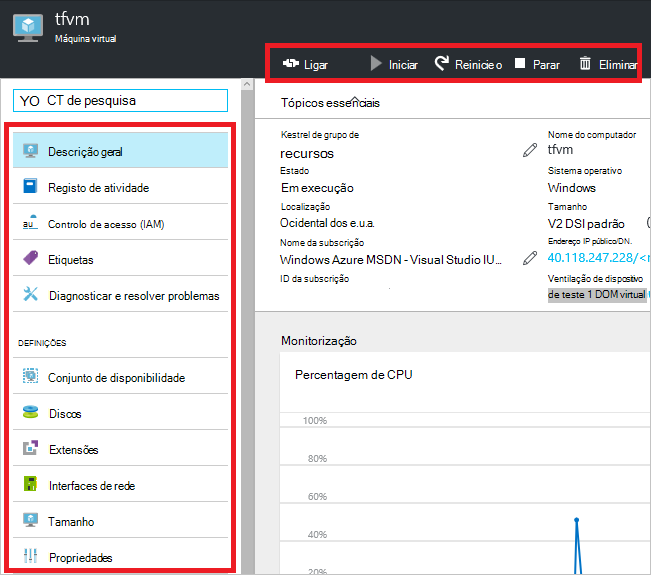 tfvm
Máquina virtual
Ligar
Iniciar
Reinicie o
Parar
Eliminar
YO CT de pesquisa
Descrição geral
Registo de atividade
Controlo de acesso (IAM)
Etiquetas
Diagnosticar e resolver problemas
DEFINIÇÕES
Conjunto de disponibilidade
Discos
Extensões
Interfaces de rede
Tamanho
Propriedades
Tópicos essenciais
Kestrel de grupo de
recursos
Estado
Em execução
Localização
Ocidental dos e.u.a.
Nome da subscrição
Windows Azure MSDN - Visual Studio IU...
ID da subscrição
Nome do computador
tfvm
Sistema operativo
Windows
Tamanho
V2 DSI padrão
Endereço IP público/DN.
40.118.247.228/<n...
Ventilação de dispostivo
de teste 1 DOM virtual
Monitorização
Percentagem de CPU
100%
80%
60%
40%
20%